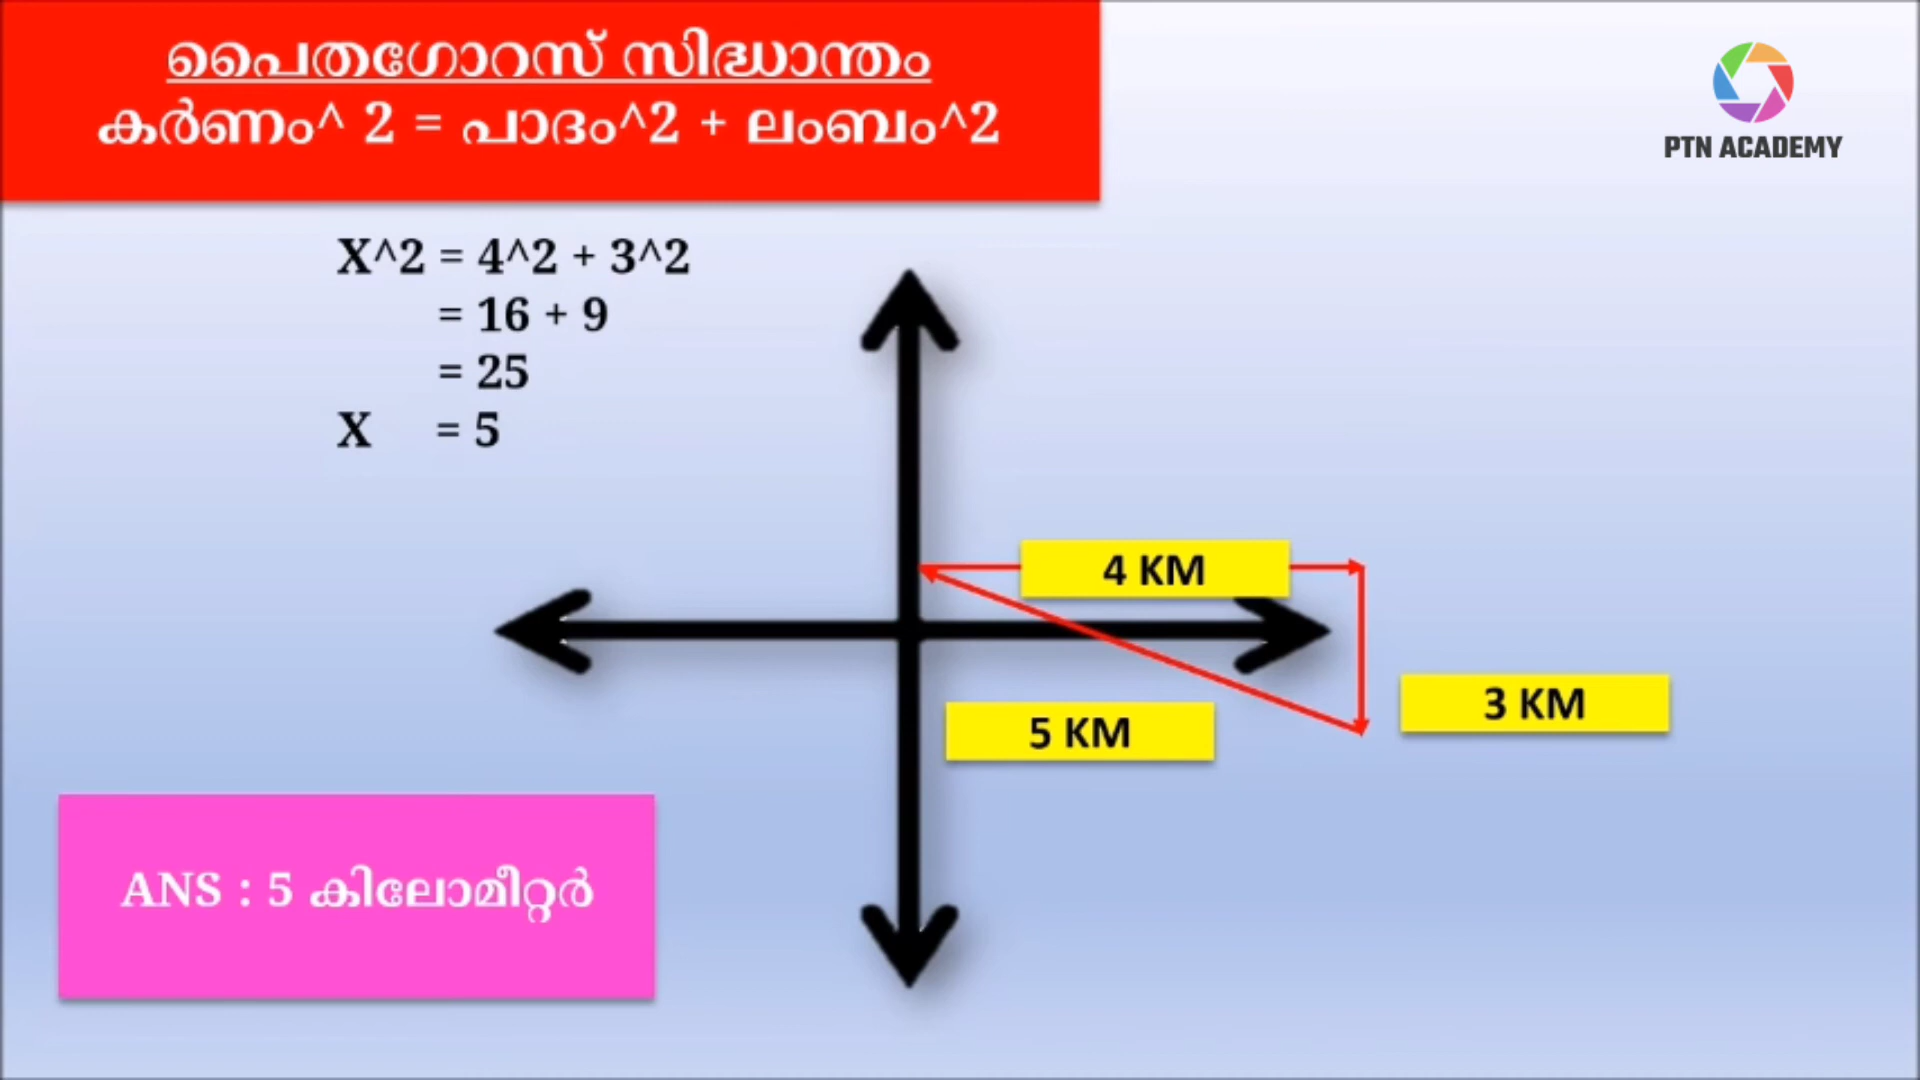 പൈതഗോറസ് സിദ്ധാന്തം
കർണം^ 2 = പാദം^2 + ലംബം^2
PTN ACADEMY
X^2 = 4^2 + 3^2
= 16 + 9
= 25
X = 5
4 KM
3 KM
5 KM
ANS : 5 കിലോമീറ്റർ